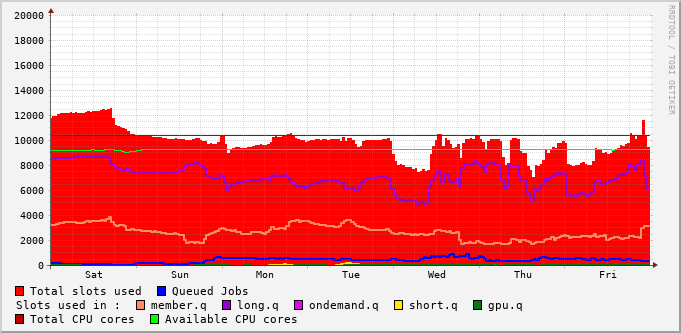 20000
18000
16000
14000
12000
10000
8000
6000
4000
2000
0
Sat Sun Mon Tue Wed Thu Fri
RRDTOOL / TOBI OETIKER
Total slots used Queued Jobs
Slots used in : member.q long.q ondemand.q short.q gpu.q
Total CPU cores Available CPU cores